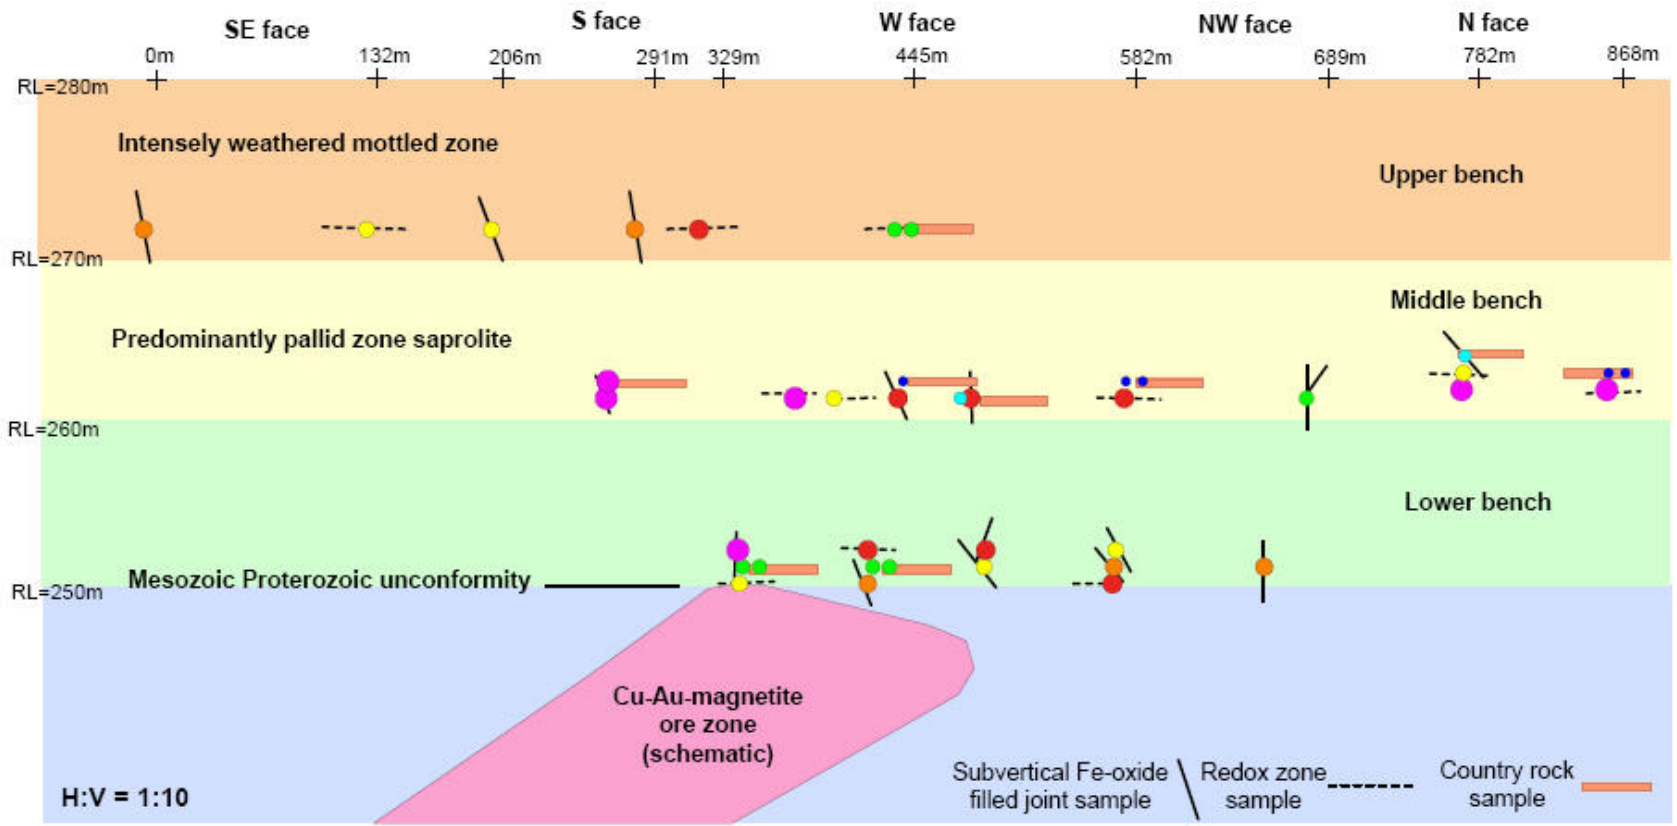 SE face
S face
W face
NW face
N face
0m
132m
206m
291m
329m
445m
582m
689m
782m
868m
RL=280m
Intensely weathered mottled zone
Upper bench
RL=270m
Middle bench
Predominantly pallid zone saprolite
RL=260m
Lower bench
Mesozoic Proterozoic unconformity
RL=250m
Cu-Au-magnetite
ore zone
(schematic)
H:V = 1:10
Subvertical Fe-oxide
filled joint sample
Redox zone
sample
Country rock
sample